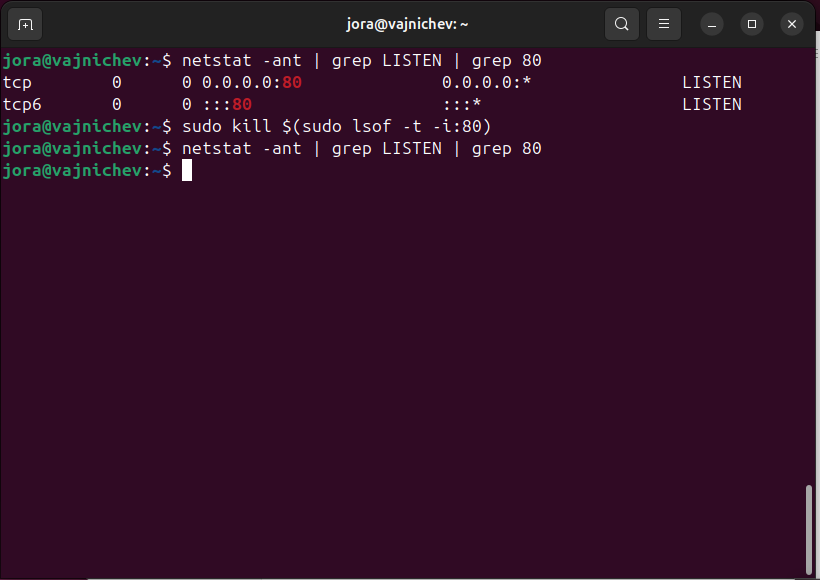 jora@vajnichev: ~
jora@vajnichev:~$ netstat -ant | grep LISTEN | grep 80
tcp        0      0 0.0.0.0:80              0.0.0.0:*               LISTEN
tcp6       0      0 :::80                   :::*                    LISTEN
jora@vajnichev:~$ sudo kill $(sudo lsof -t -i:80)
jora@vajnichev:~$ netstat -ant | grep LISTEN | grep 80
jora@vajnichev:~$